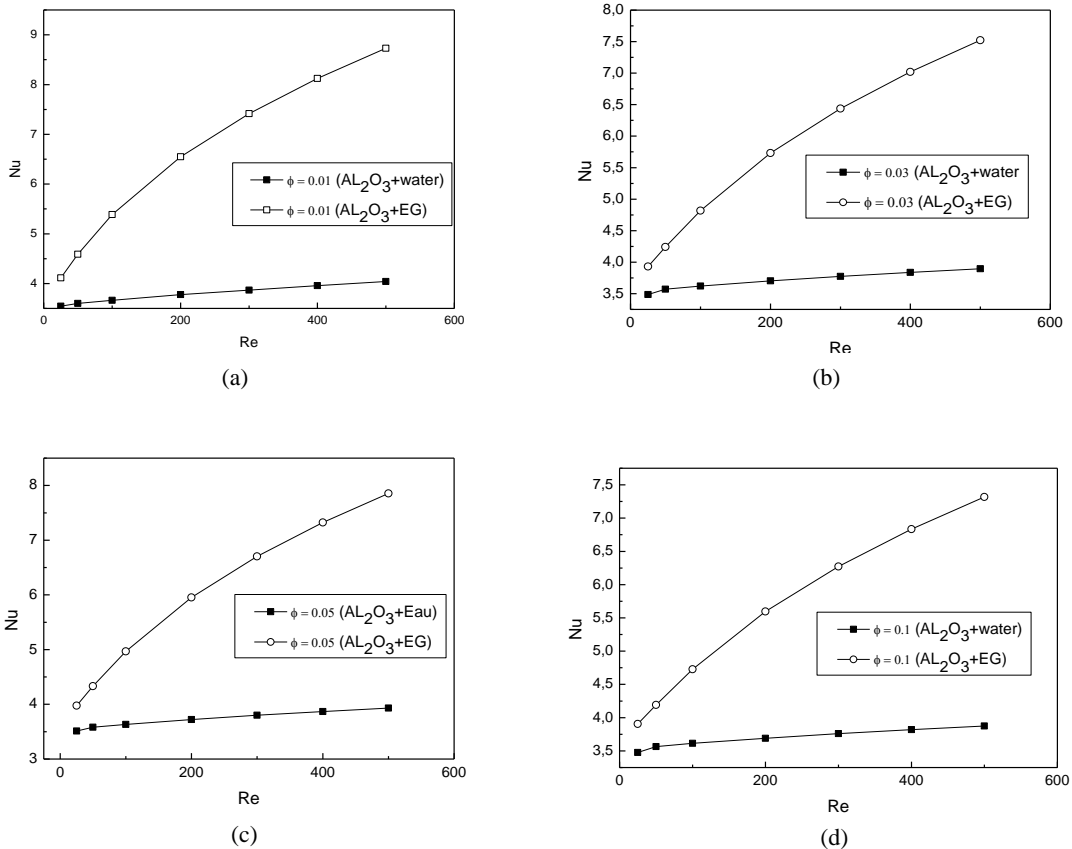 9
8
7
6
5
4
Nu
φ = 0.01 (AL2O3+water)
φ = 0.01 (AL2O3+EG)
0 200 400 600
Re
(a)
8,0
7,5
7,0
6,5
6,0
5,5
5,0
4,5
4,0
3,5
Nu
φ = 0.03 (AL2O3+water
φ = 0.03 (AL2O3+EG)
0 200 400 600
Re
(b)
8
7
6
5
4
3
Nu
φ = 0.05 (AL2O3+Eau)
φ = 0.05 (AL2O3+EG)
0 200 400 600
Re
(c)
7,5
7,0
6,5
6,0
5,5
5,0
4,5
4,0
3,5
Nu
φ = 0.1 (AL2O3+water)
φ = 0.1 (AL2O3+EG)
0 200 400 600
Re
(d)